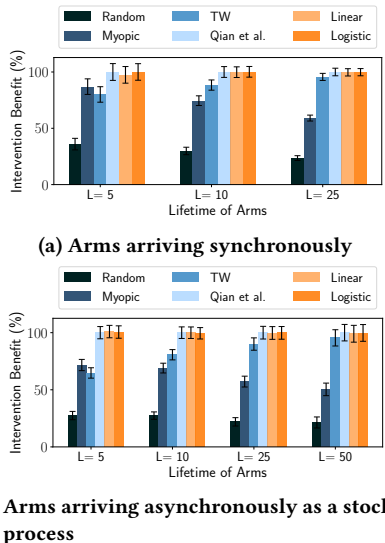 Random TW Linear
Myopic Qian et al. Logistic
Intervention Benefit (%)
100
50
0
L= 5 L= 10 L= 25
Lifetime of Arms
(a) Arms arriving synchronously
Random TW Linear
Myopic Qian et al. Logistic
Intervention Benefit (%)
100
50
0
L= 5 L= 10 L= 25 L= 50
Lifetime of Arms
Arms arriving asynchronously as a stoch
process